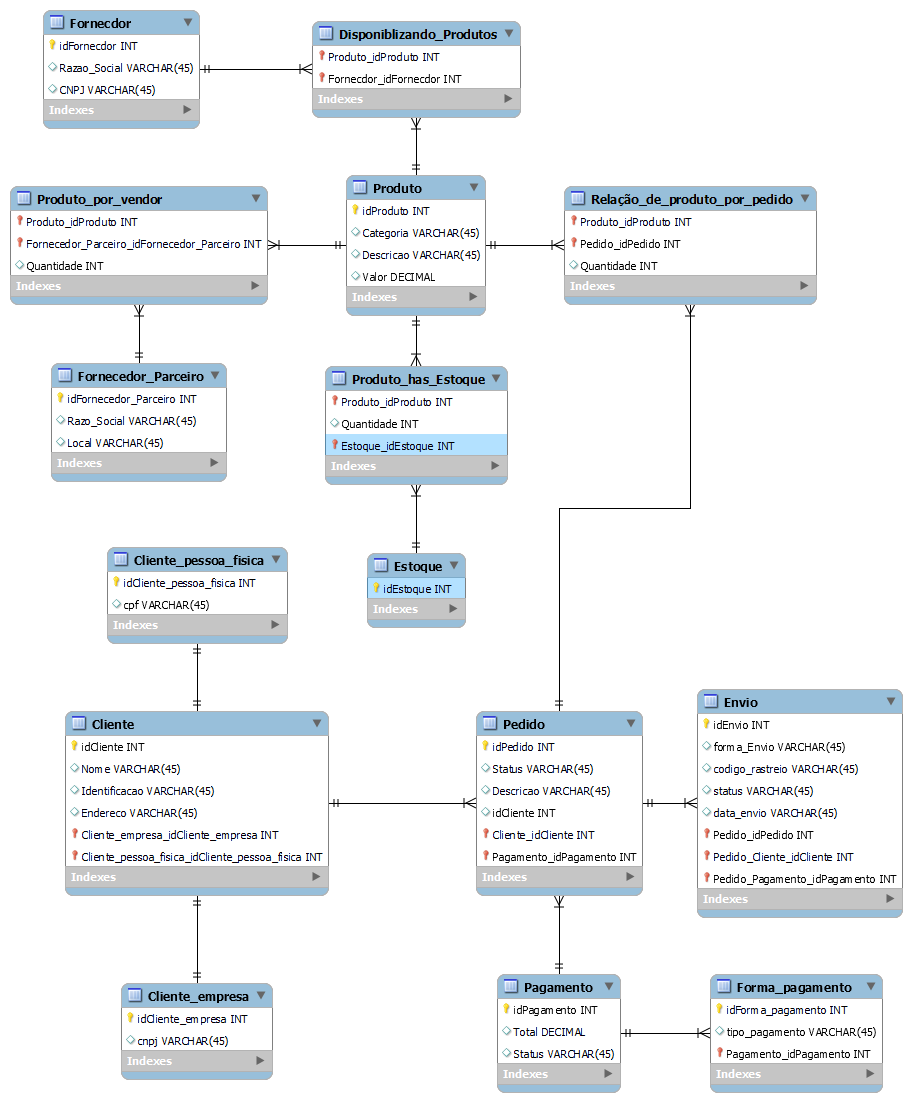 Fornecdor
idFornecdor INT
Razao_Social VARCHAR(45)
CNPJ VARCHAR(45)
Indexes
Disponiblizando_Produtos
Produto_idProduto INT
Fornecdor_idFornecdor INT
Indexes
Produto_por_vendor
Produto_idProduto INT
Fornecedor_Parceiro_idFornecedor_Parceiro INT
Quantidade INT
Indexes
Produto
idProduto INT
Categoria VARCHAR(45)
Descricao VARCHAR(45)
Valor DECIMAL
Indexes
Relação_de_produto_por_pedido
Produto_idProduto INT
Pedido_idPedido INT
Quantidade INT
Indexes
Fornecedor_Parceiro
idFornecedor_Parceiro INT
Razo_Social VARCHAR(45)
Local VARCHAR(45)
Indexes
Produto_has_Estoque
Produto_idProduto INT
Quantidade INT
Estoque_idEstoque INT
Indexes
Cliente_pessoa_fisica
idCliente_pessoa_fisica INT
cpf VARCHAR(45)
Indexes
Estoque
idEstoque INT
Indexes
Cliente
idCliente INT
Nome VARCHAR(45)
Identificacao VARCHAR(45)
Endereco VARCHAR(45)
Cliente_empresa_idCliente_empresa INT
Cliente_pessoa_fisica_idCliente_pessoa_fisica INT
Indexes
Pedido
idPedido INT
Status VARCHAR(45)
Descricao VARCHAR(45)
idCliente INT
Cliente_idCliente INT
Pagamento_idPagamento INT
Indexes
Envio
idEnvio INT
forma_Envio VARCHAR(45)
codigo_rastreio VARCHAR(45)
status VARCHAR(45)
data_envio VARCHAR(45)
Pedido_idPedido INT
Pedido_Cliente_idCliente INT
Pedido_Pagamento_idPagamento INT
Indexes
Cliente_empresa
idCliente_empresa INT
cnpj VARCHAR(45)
Indexes
Pagamento
idPagamento INT
Total DECIMAL
Status VARCHAR(45)
Indexes
Forma_pagamento
idForma_pagamento INT
tipo_pagamento VARCHAR(45)
Pagamento_idPagamento INT
Indexes